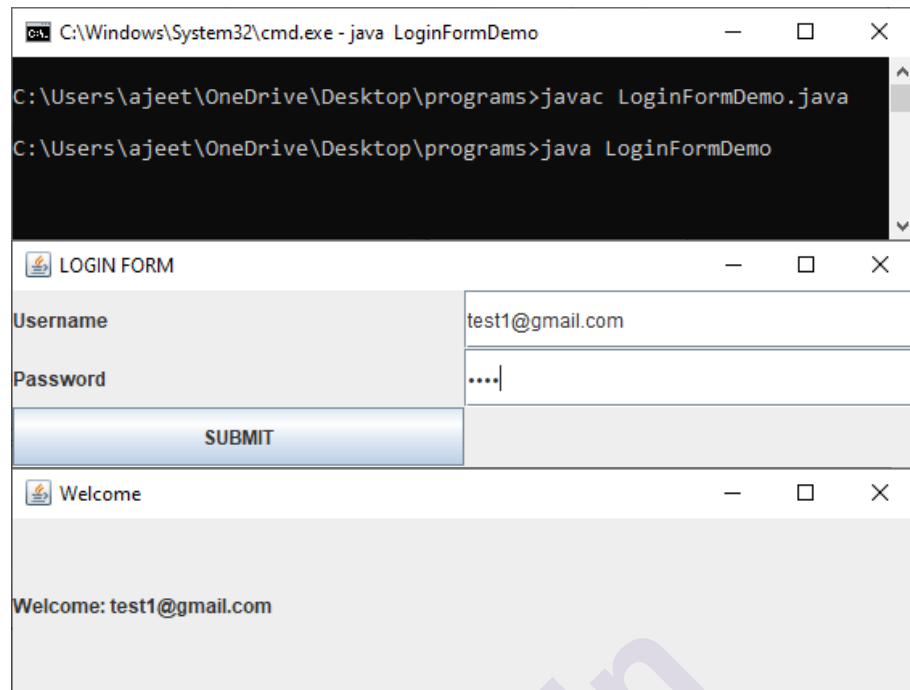 C:\Windows\System32\cmd.exe - java LoginFormDemo
C:\Users\ajeet\OneDrive\Desktop\programs>javac LoginFormDemo.java
C:\Users\ajeet\OneDrive\Desktop\programs>java LoginFormDemo
LOGIN FORM
Username test1@gmail.com
Password ••••
SUBMIT
Welcome
Welcome: test1@gmail.com